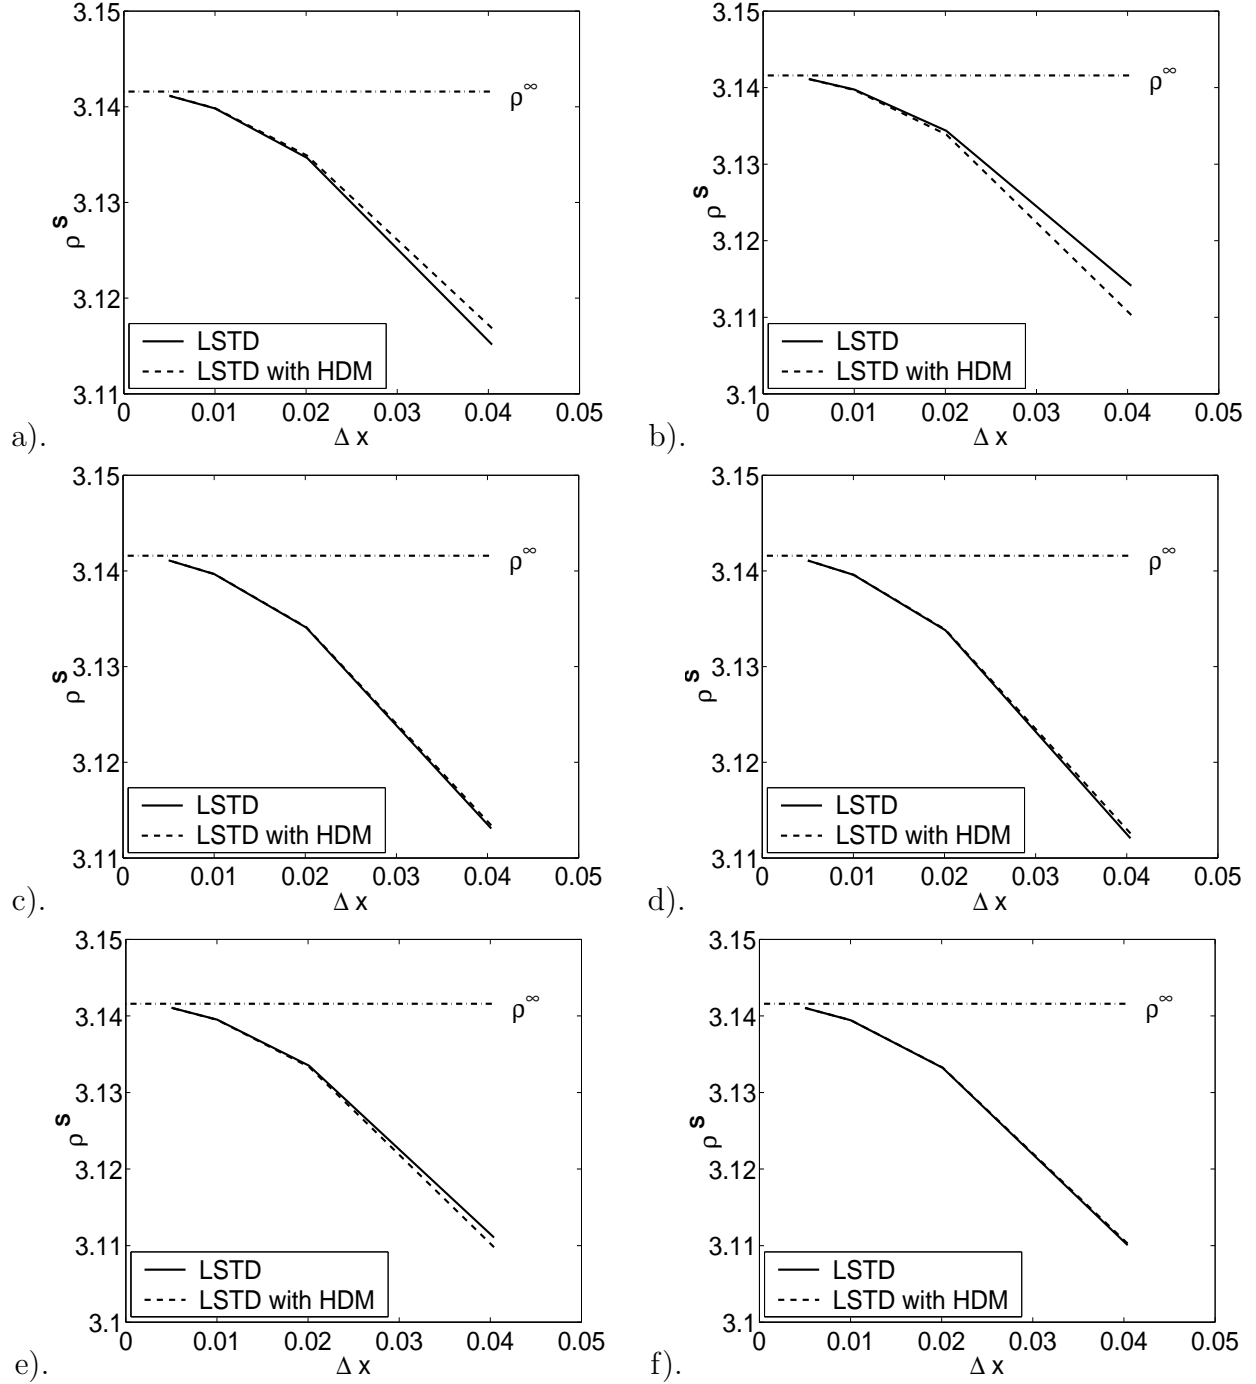 3.15
3.14
3.13
3.12
3.11
ρ^s
ρ^∞
LSTD
LSTD with HDM
0 0.01 0.02 0.03 0.04 0.05
Δ x
a).
3.15
3.14
3.13
3.12
3.11
3.1
ρ^s
ρ^∞
LSTD
LSTD with HDM
0 0.01 0.02 0.03 0.04 0.05
Δ x
b).
3.15
3.14
3.13
3.12
3.11
ρ^s
ρ^∞
LSTD
LSTD with HDM
0 0.01 0.02 0.03 0.04 0.05
Δ x
c).
3.15
3.14
3.13
3.12
3.11
ρ^s
ρ^∞
LSTD
LSTD with HDM
0 0.01 0.02 0.03 0.04 0.05
Δ x
d).
3.15
3.14
3.13
3.12
3.11
3.1
ρ^s
ρ^∞
LSTD
LSTD with HDM
0 0.01 0.02 0.03 0.04 0.05
Δ x
e).
3.15
3.14
3.13
3.12
3.11
3.1
ρ^s
ρ^∞
LSTD
LSTD with HDM
0 0.01 0.02 0.03 0.04 0.05
Δ x
f).